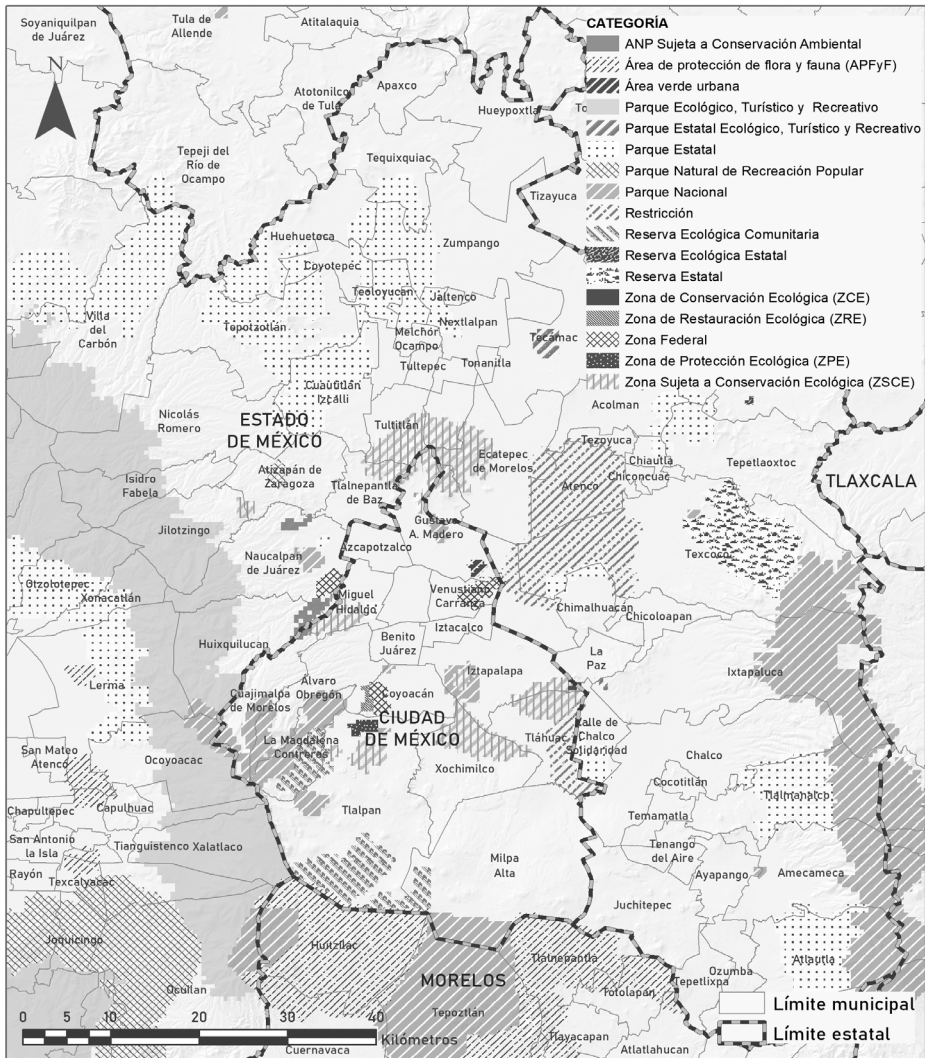 Soyaniquilpan
de Juárez
Tula de
Allende
Atitalaquia
N
Atotonilco
de Tula
Apaxco
Hueypoxtla
To
Tepeji del
Río de
Ocampo
Tequixquiac
Tizayuca
Huehuetoca
Zumpango
Coyotepec
Teoloyucan
Jaltenco
Villa
del
Carbón
Tepotzotlán
Nextlalpan
Melchor
Ocampo
Tecámac
Tultepec
Tonanitla
Cuautitlán
Izcalli
Acolman
Nicolás
Romero
ESTADO
DE MÉXICO
Tultitlán
Ecatepec
de Morelos
Tezoyuca
Chiautla
Chiconcuac
Tepetlaoxtoc
Atizapán de
Zaragoza
Tlalnepantla
de Baz
Atenco
TLAXCALA
Isidro
Fabela
Jilotzingo
Gustavo
A. Madero
Azcapotzalco
Texcoco
Naucalpan
de Juárez
Otzolotepec
Xonacatlán
Miguel
Hidalgo
Venustiano
Carranza
Chimalhuacán
Chicoloapan
Iztacalco
Huixquilucan
Benito
Juárez
La
Paz
Iztapalapa
Ixtapaluca
Lerma
Álvaro
Obregón
Cuajimalpa
de Morelos
Coyoacán
CIUDAD
DE MÉXICO
Valle de
Chalco
Solidaridad
Tláhuac
La Magdalena
Contreras
San Mateo
Atenco
Ocoyoacac
Xochimilco
Chalco
Cocotitlán
Tlalmanalco
Chapultepec
Capulhuac
Tlalpan
Temamatla
San Antonio
la Isla
Tianguistenco
Xalatlaco
Tenango
del Aire
Milpa
Alta
Rayón
Texcalyacac
Ayapango
Amecameca
Juchitepec
Joquicingo
Huitzilac
Tlalnepantla
Atlautla
Ozumba
Tepetlixpa
MORELOS
Ocuilan
Totolapan
Tepoztlán
Tlayacapan
Atlatlahucan
Cuernavaca
0 5 10 20 30 40
Kilómetros
CATEGORÍA
ANP Sujeta a Conservación Ambiental
Área de protección de flora y fauna (APFyF)
Área verde urbana
Parque Ecológico, Turístico y Recreativo
Parque Estatal Ecológico, Turístico y Recreativo
Parque Estatal
Parque Natural de Recreación Popular
Parque Nacional
Restricción
Reserva Ecológica Comunitaria
Reserva Ecológica Estatal
Reserva Estatal
Zona de Conservación Ecológica (ZCE)
Zona de Restauración Ecológica (ZRE)
Zona Federal
Zona de Protección Ecológica (ZPE)
Zona Sujeta a Conservación Ecológica (ZSCE)
Límite municipal
Límite estatal